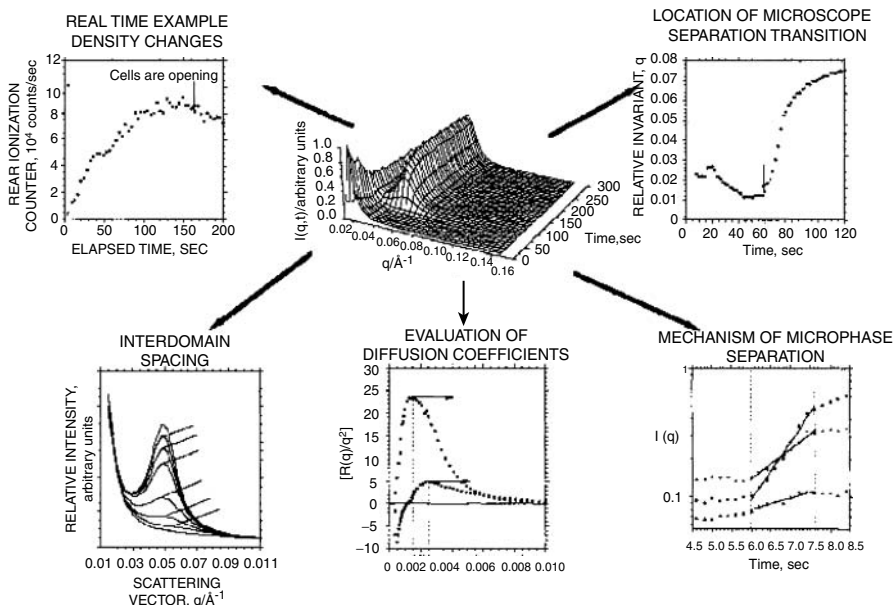 REAL TIME EXAMPLE
DENSITY CHANGES
Cells are opening
REAR IONIZATION
COUNTER, 10⁴ counts/sec
12
10
8
6
4
2
0
0 50 100 150 200
ELAPSED TIME, SEC
I(q,t)/arbitrary units
1.0
0.8
0.6
0.4
0.2
0.0
0.02
0.04
0.06
0.08
0.10
0.12
0.14
0.16
q/Å⁻¹
0
50
100
150
200
250
300
Time,sec
LOCATION OF MICROSCOPE
SEPARATION TRANSITION
RELATIVE INVARIANT, q
0.08
0.07
0.06
0.05
0.04
0.03
0.02
0.01
0
0 20 40 60 80 100 120
Time, sec
INTERDOMAIN
SPACING
RELATIVE INTENSITY,
arbitrary units
0.01 0.03 0.05 0.07 0.09 0.011
SCATTERING
VECTOR, q/Å⁻¹
EVALUATION OF
DIFFUSION COEFFICIENTS
[R(q)/q²]
30
25
20
15
10
5
0
−5
−10
0 0.002 0.004 0.006 0.010
MECHANISM OF MICROPHASE
SEPARATION
1
I (q)
0.1
4.5 5.0 5.5 6.0 6.5 7.0 7.5 8.0 8.5
Time, sec